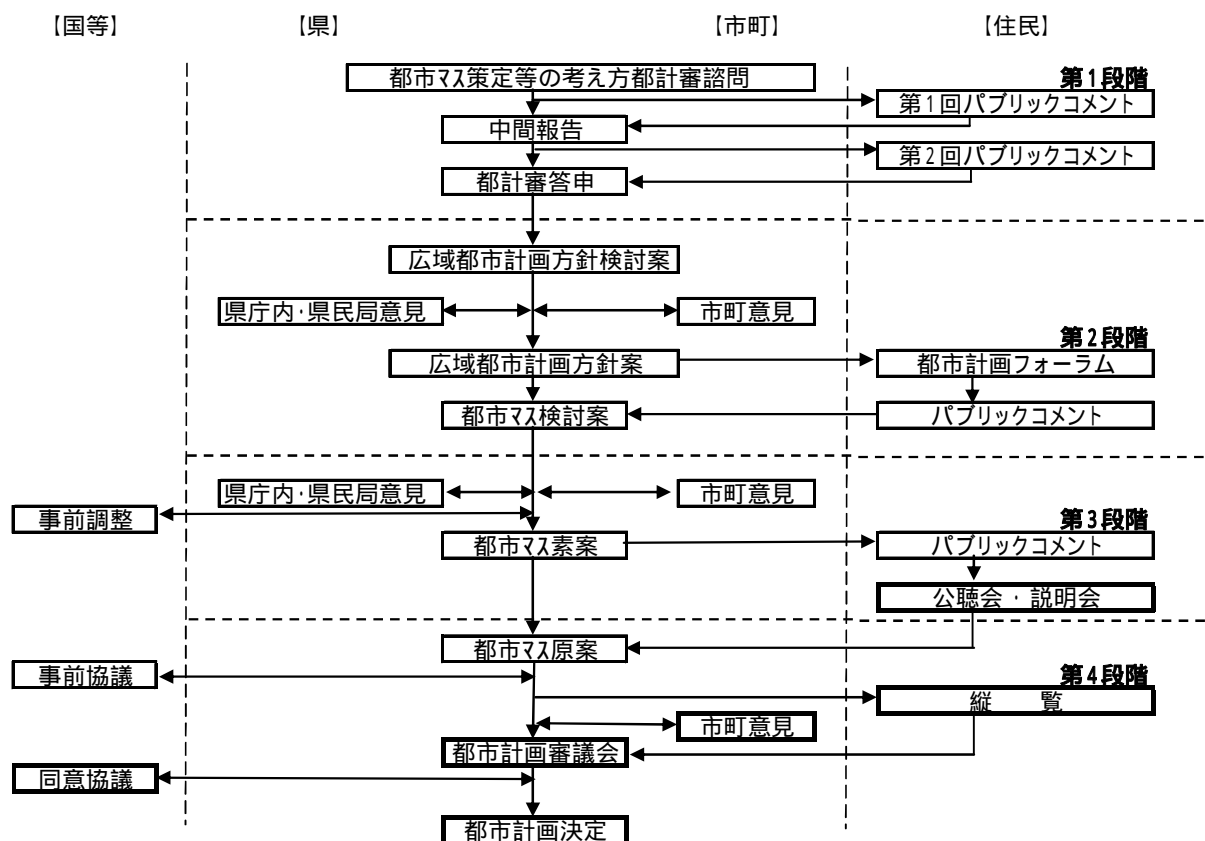 【国等】
【県】
【市町】
【住民】
都市ﾏｽ策定等の考え方都計審諮問
第1段階
第1回パブリックコメント
中間報告
第2回パブリックコメント
都計審答申
広域都市計画方針検討案
県庁内・県民局意見
市町意見
第2段階
広域都市計画方針案
都市計画フォーラム
都市ﾏｽ検討案
パブリックコメント
県庁内・県民局意見
市町意見
事前調整
第3段階
都市ﾏｽ素案
パブリックコメント
公聴会・説明会
都市ﾏｽ原案
事前協議
第4段階
縦　覧
市町意見
都市計画審議会
同意協議
都市計画決定